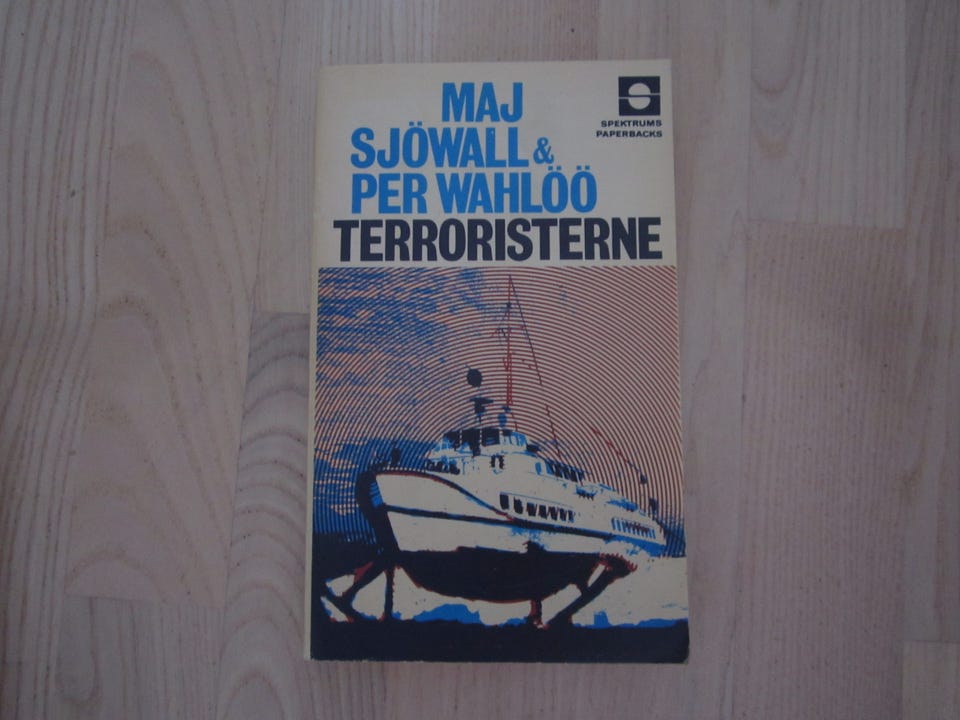 MAJ
SJÖWALL &
PER WAHLÖÖ
TERRORISTERNE
SPEKTRUMS
PAPERBACKS